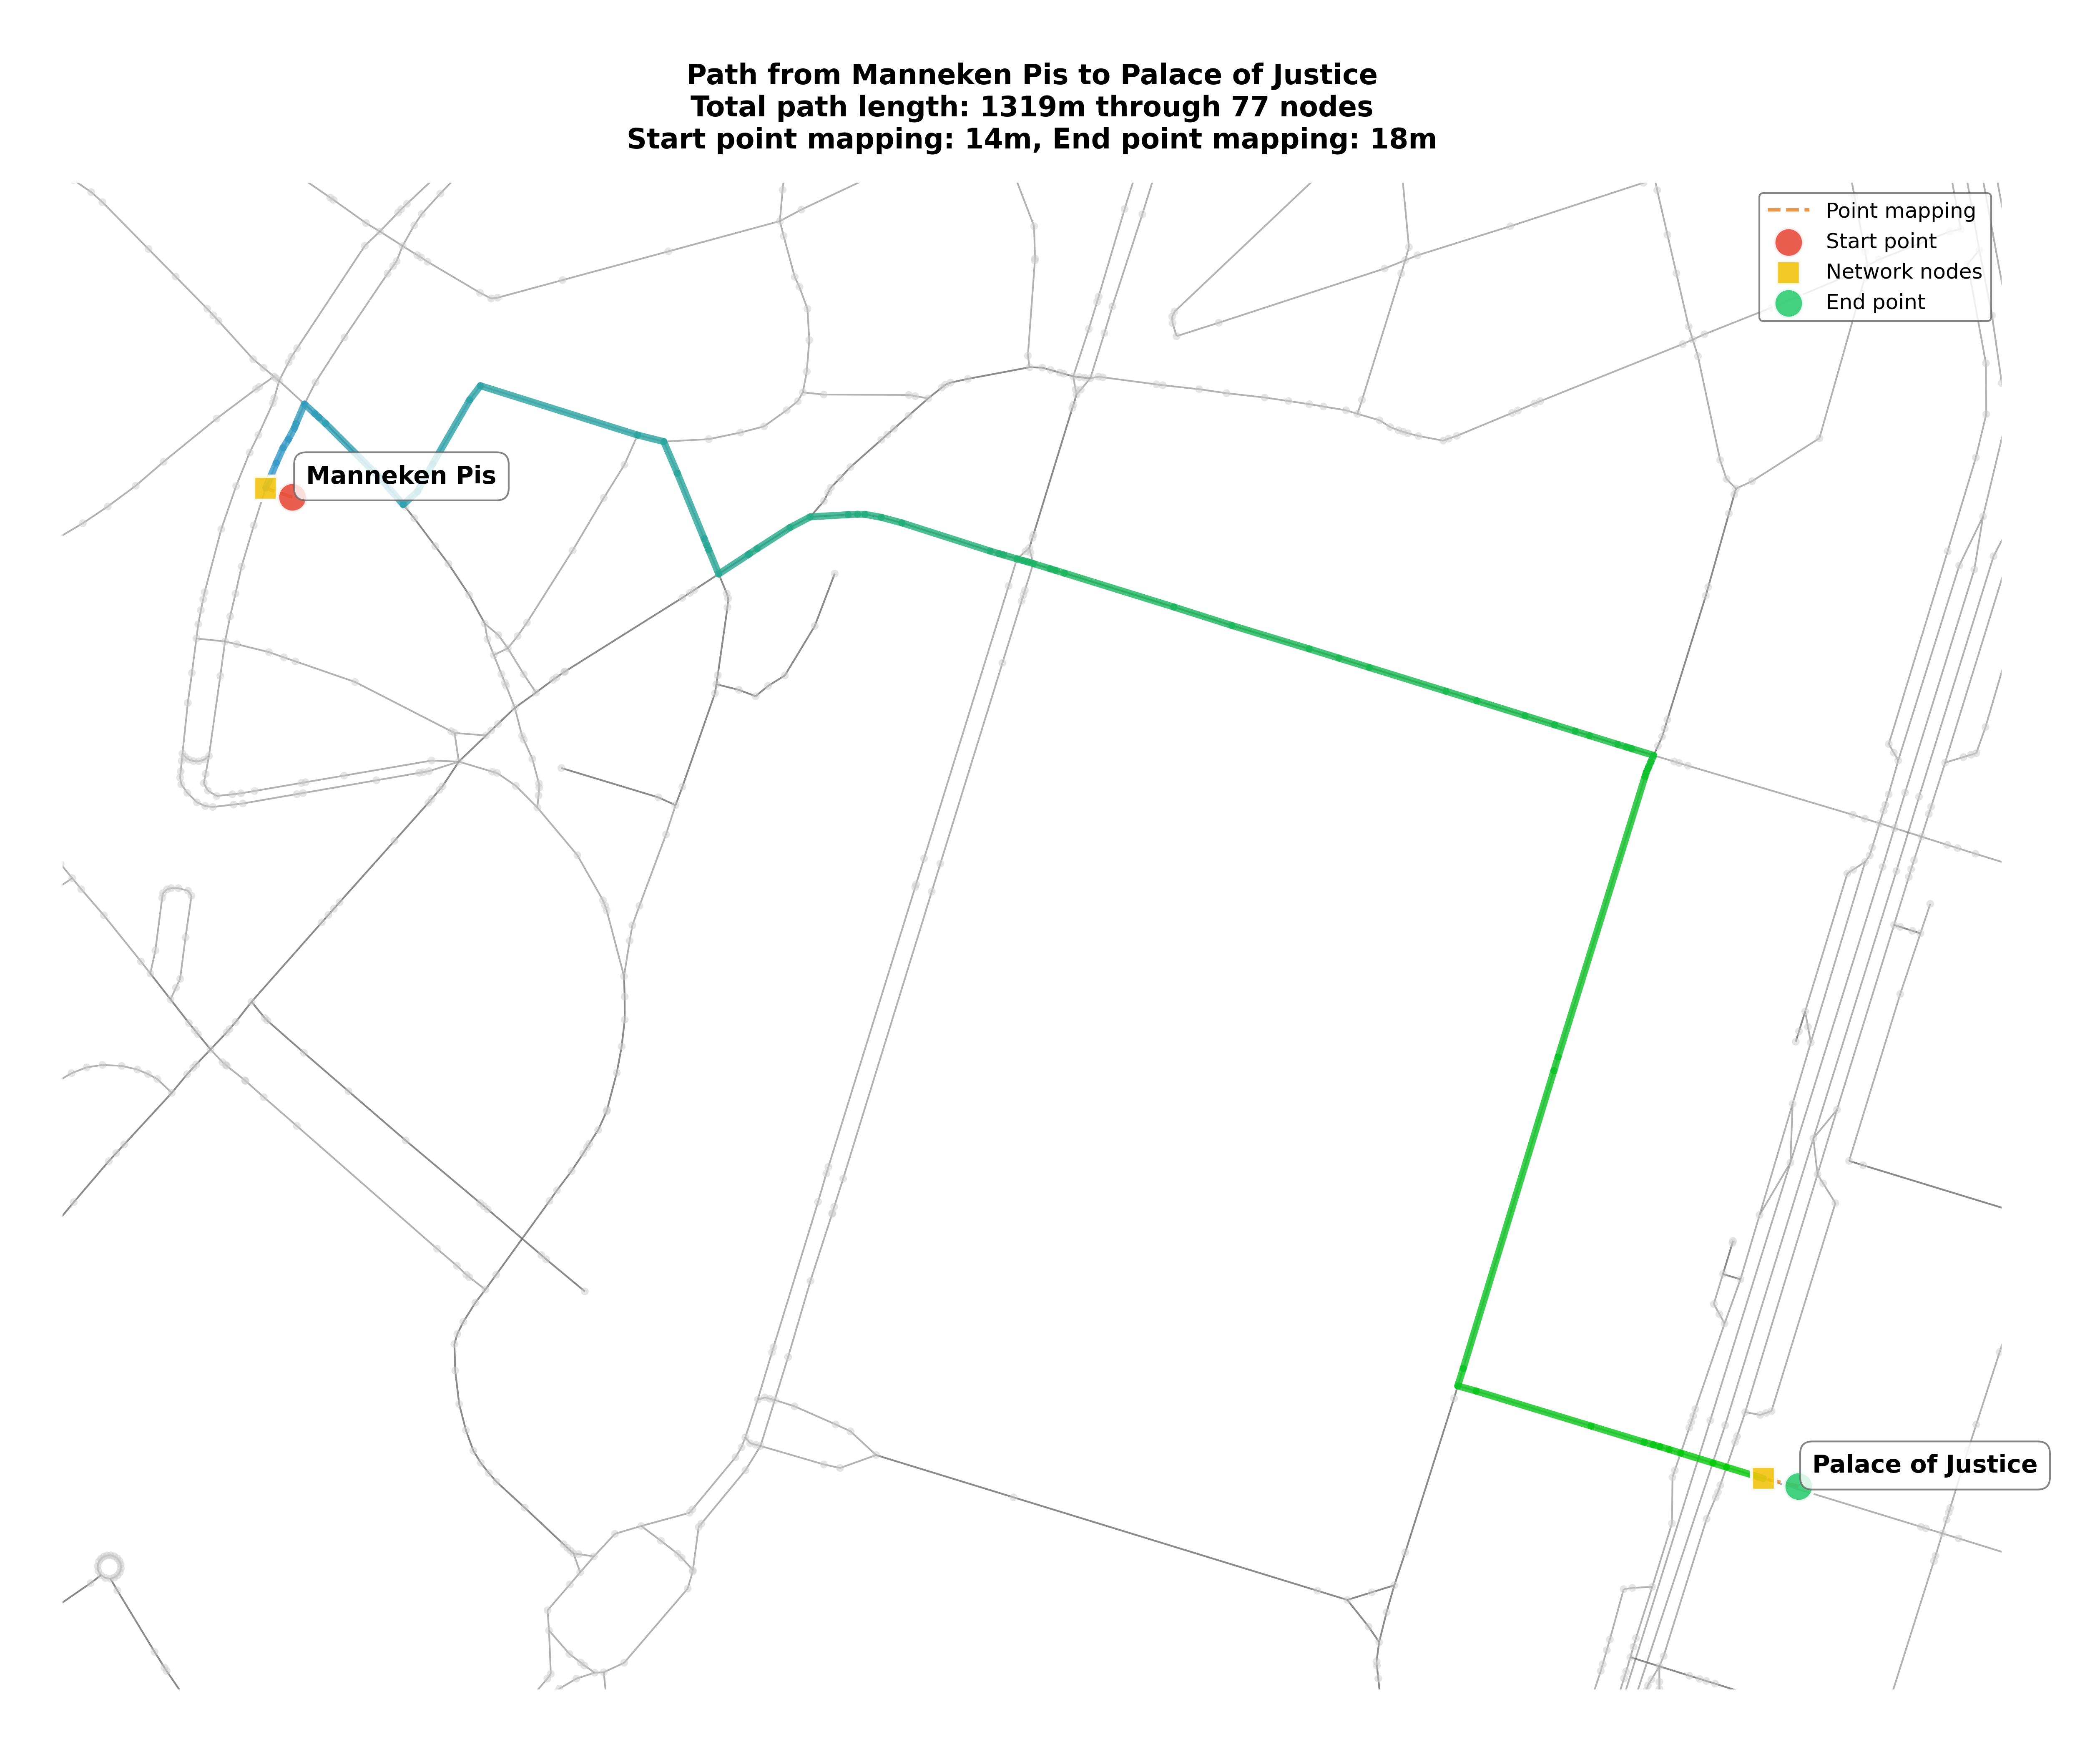 Path from Manneken Pis to Palace of Justice
Total path length: 1319m through 77 nodes
Start point mapping: 14m, End point mapping: 18m
Point mapping
Start point
Network nodes
End point
Manneken Pis
Palace of Justice